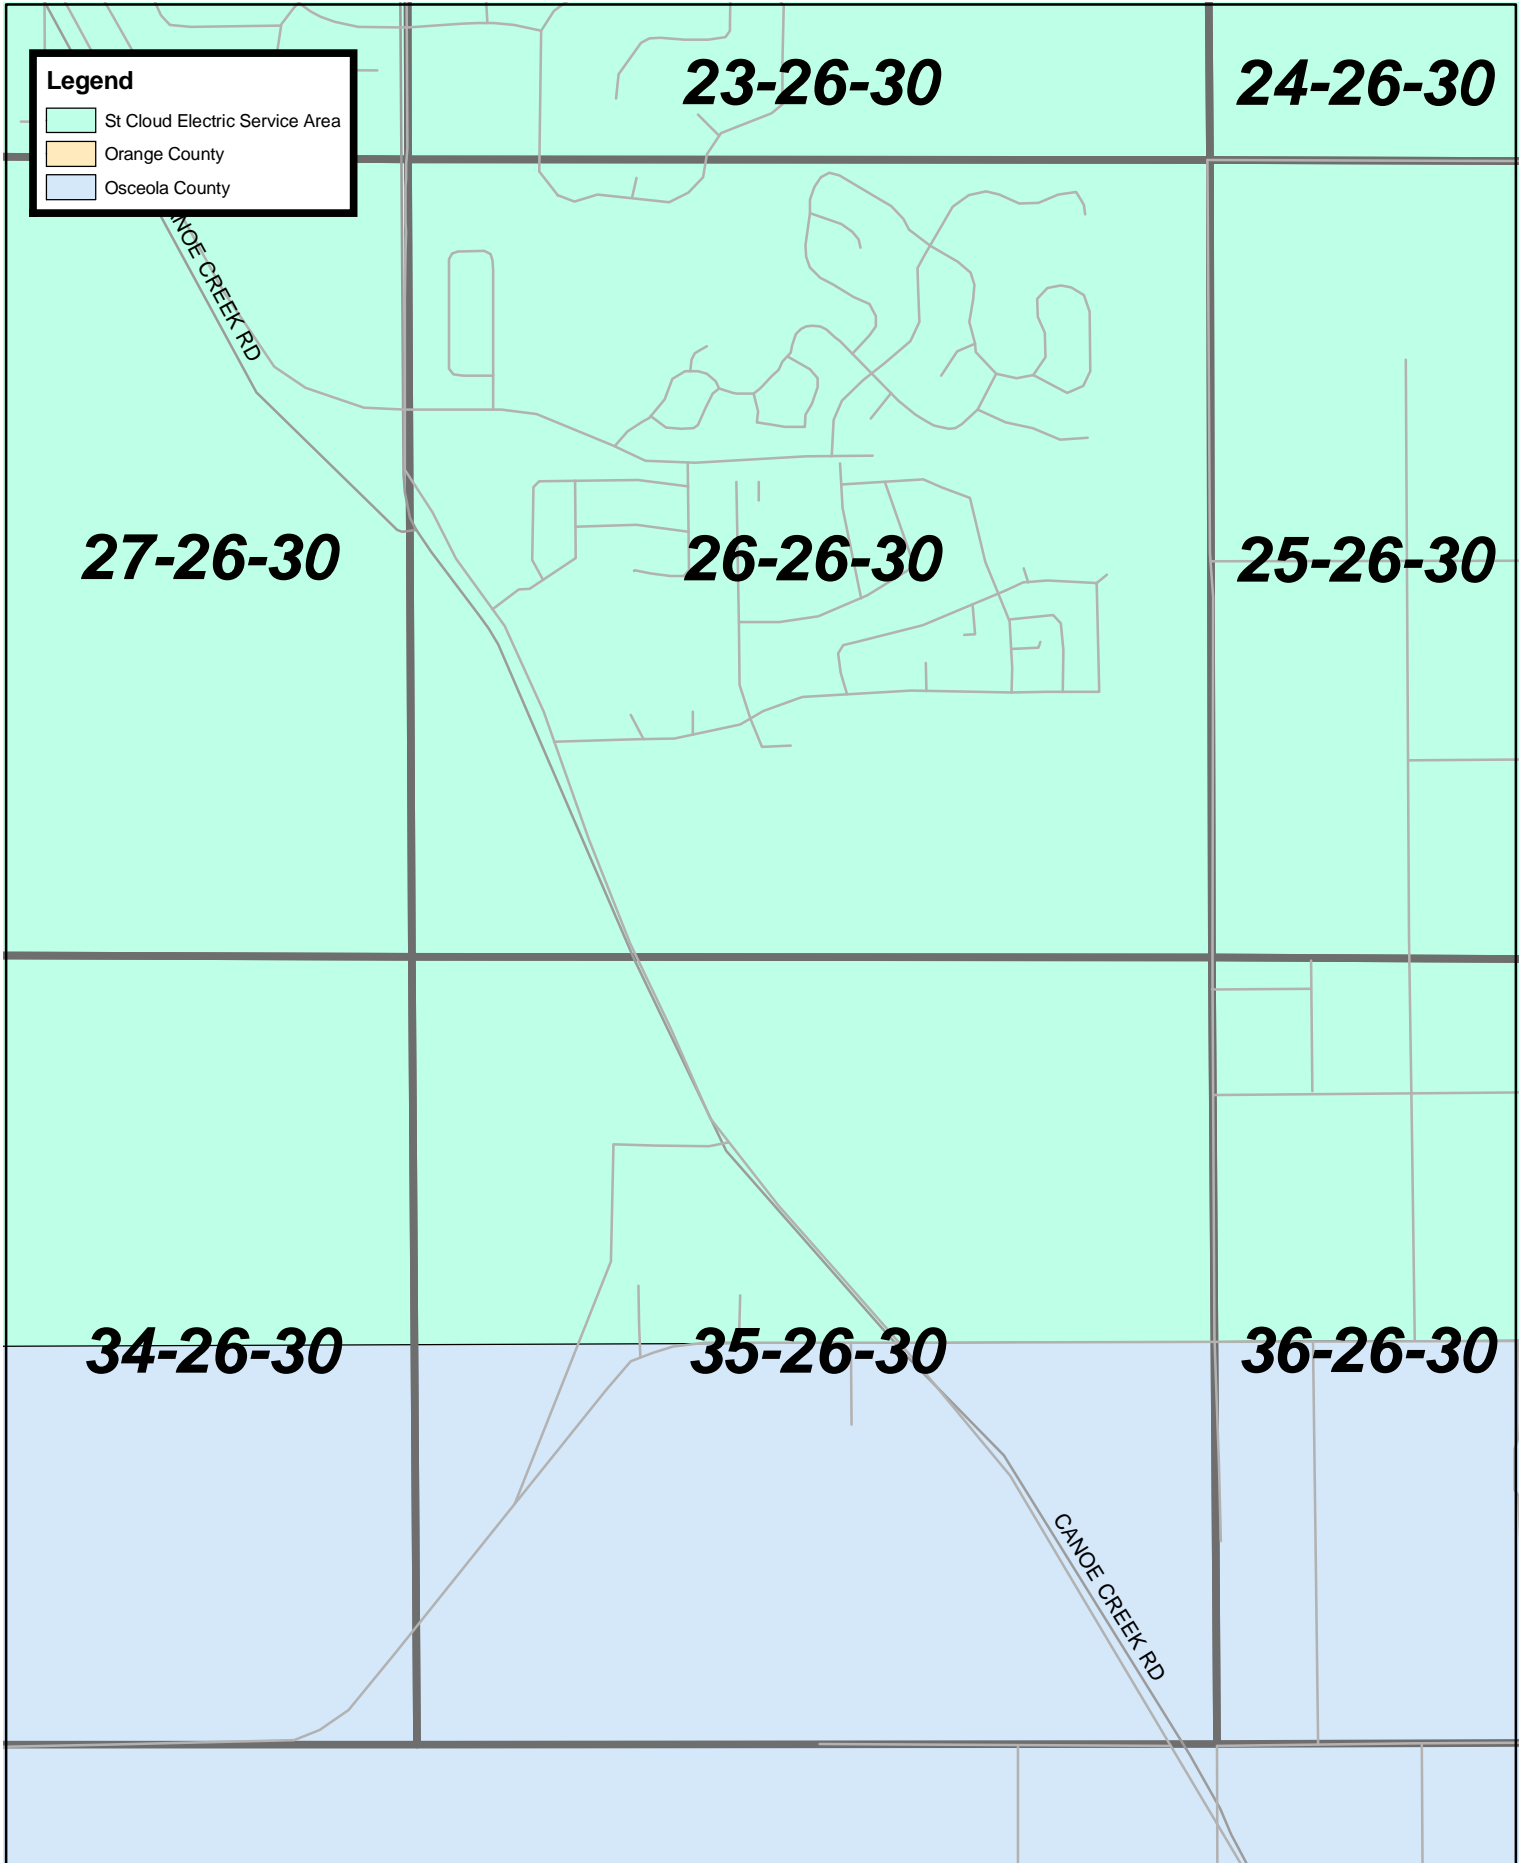 23-26-30
24-26-30
Legend
St Cloud Electric Service Area
Orange County
Osceola County
NOE CREEK RD
27-26-30
26-26-30
25-26-30
34-26-30
35-26-30
36-26-30
CANOE CREEK RD